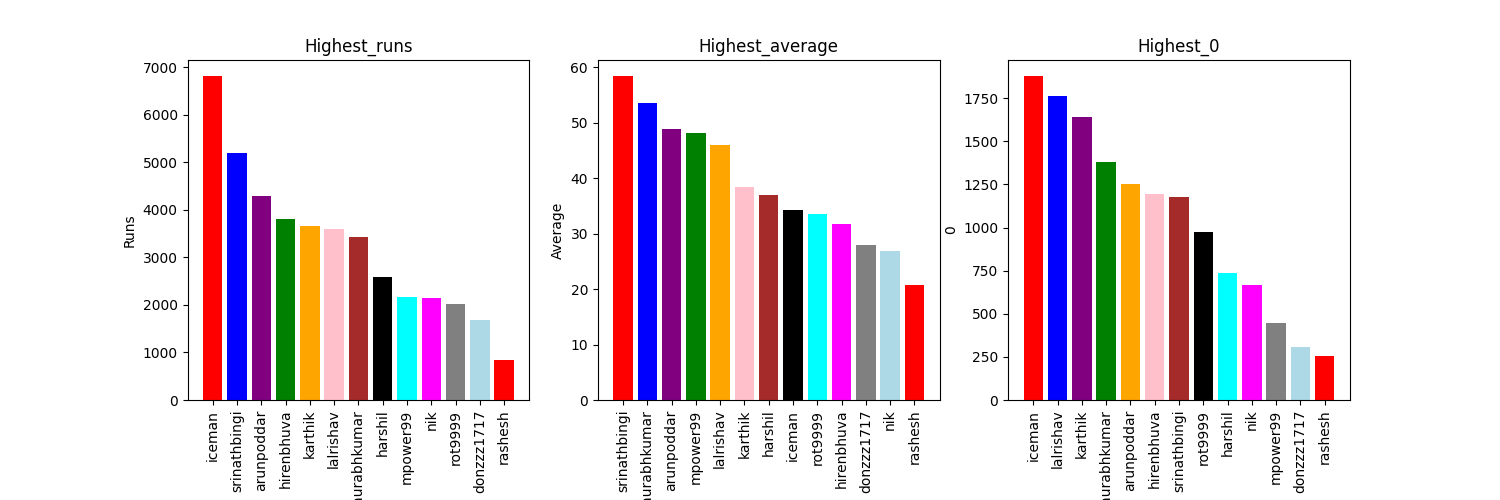 Highest_runs
Runs
7000
6000
5000
4000
3000
2000
1000
0
iceman
srinathbingi
arunpoddar
hirenbhuva
karthik
lalrishav
urabhkumar
harshil
mpower99
nik
rot9999
donzzz1717
rashesh
Highest_average
Average
60
50
40
30
20
10
0
srinathbingi
urabhkumar
arunpoddar
mpower99
lalrishav
karthik
harshil
iceman
rot9999
hirenbhuva
donzzz1717
nik
rashesh
Highest_0
0
1750
1500
1250
1000
750
500
250
0
iceman
lalrishav
karthik
urabhkumar
arunpoddar
hirenbhuva
srinathbingi
rot9999
harshil
nik
mpower99
donzzz1717
rashesh